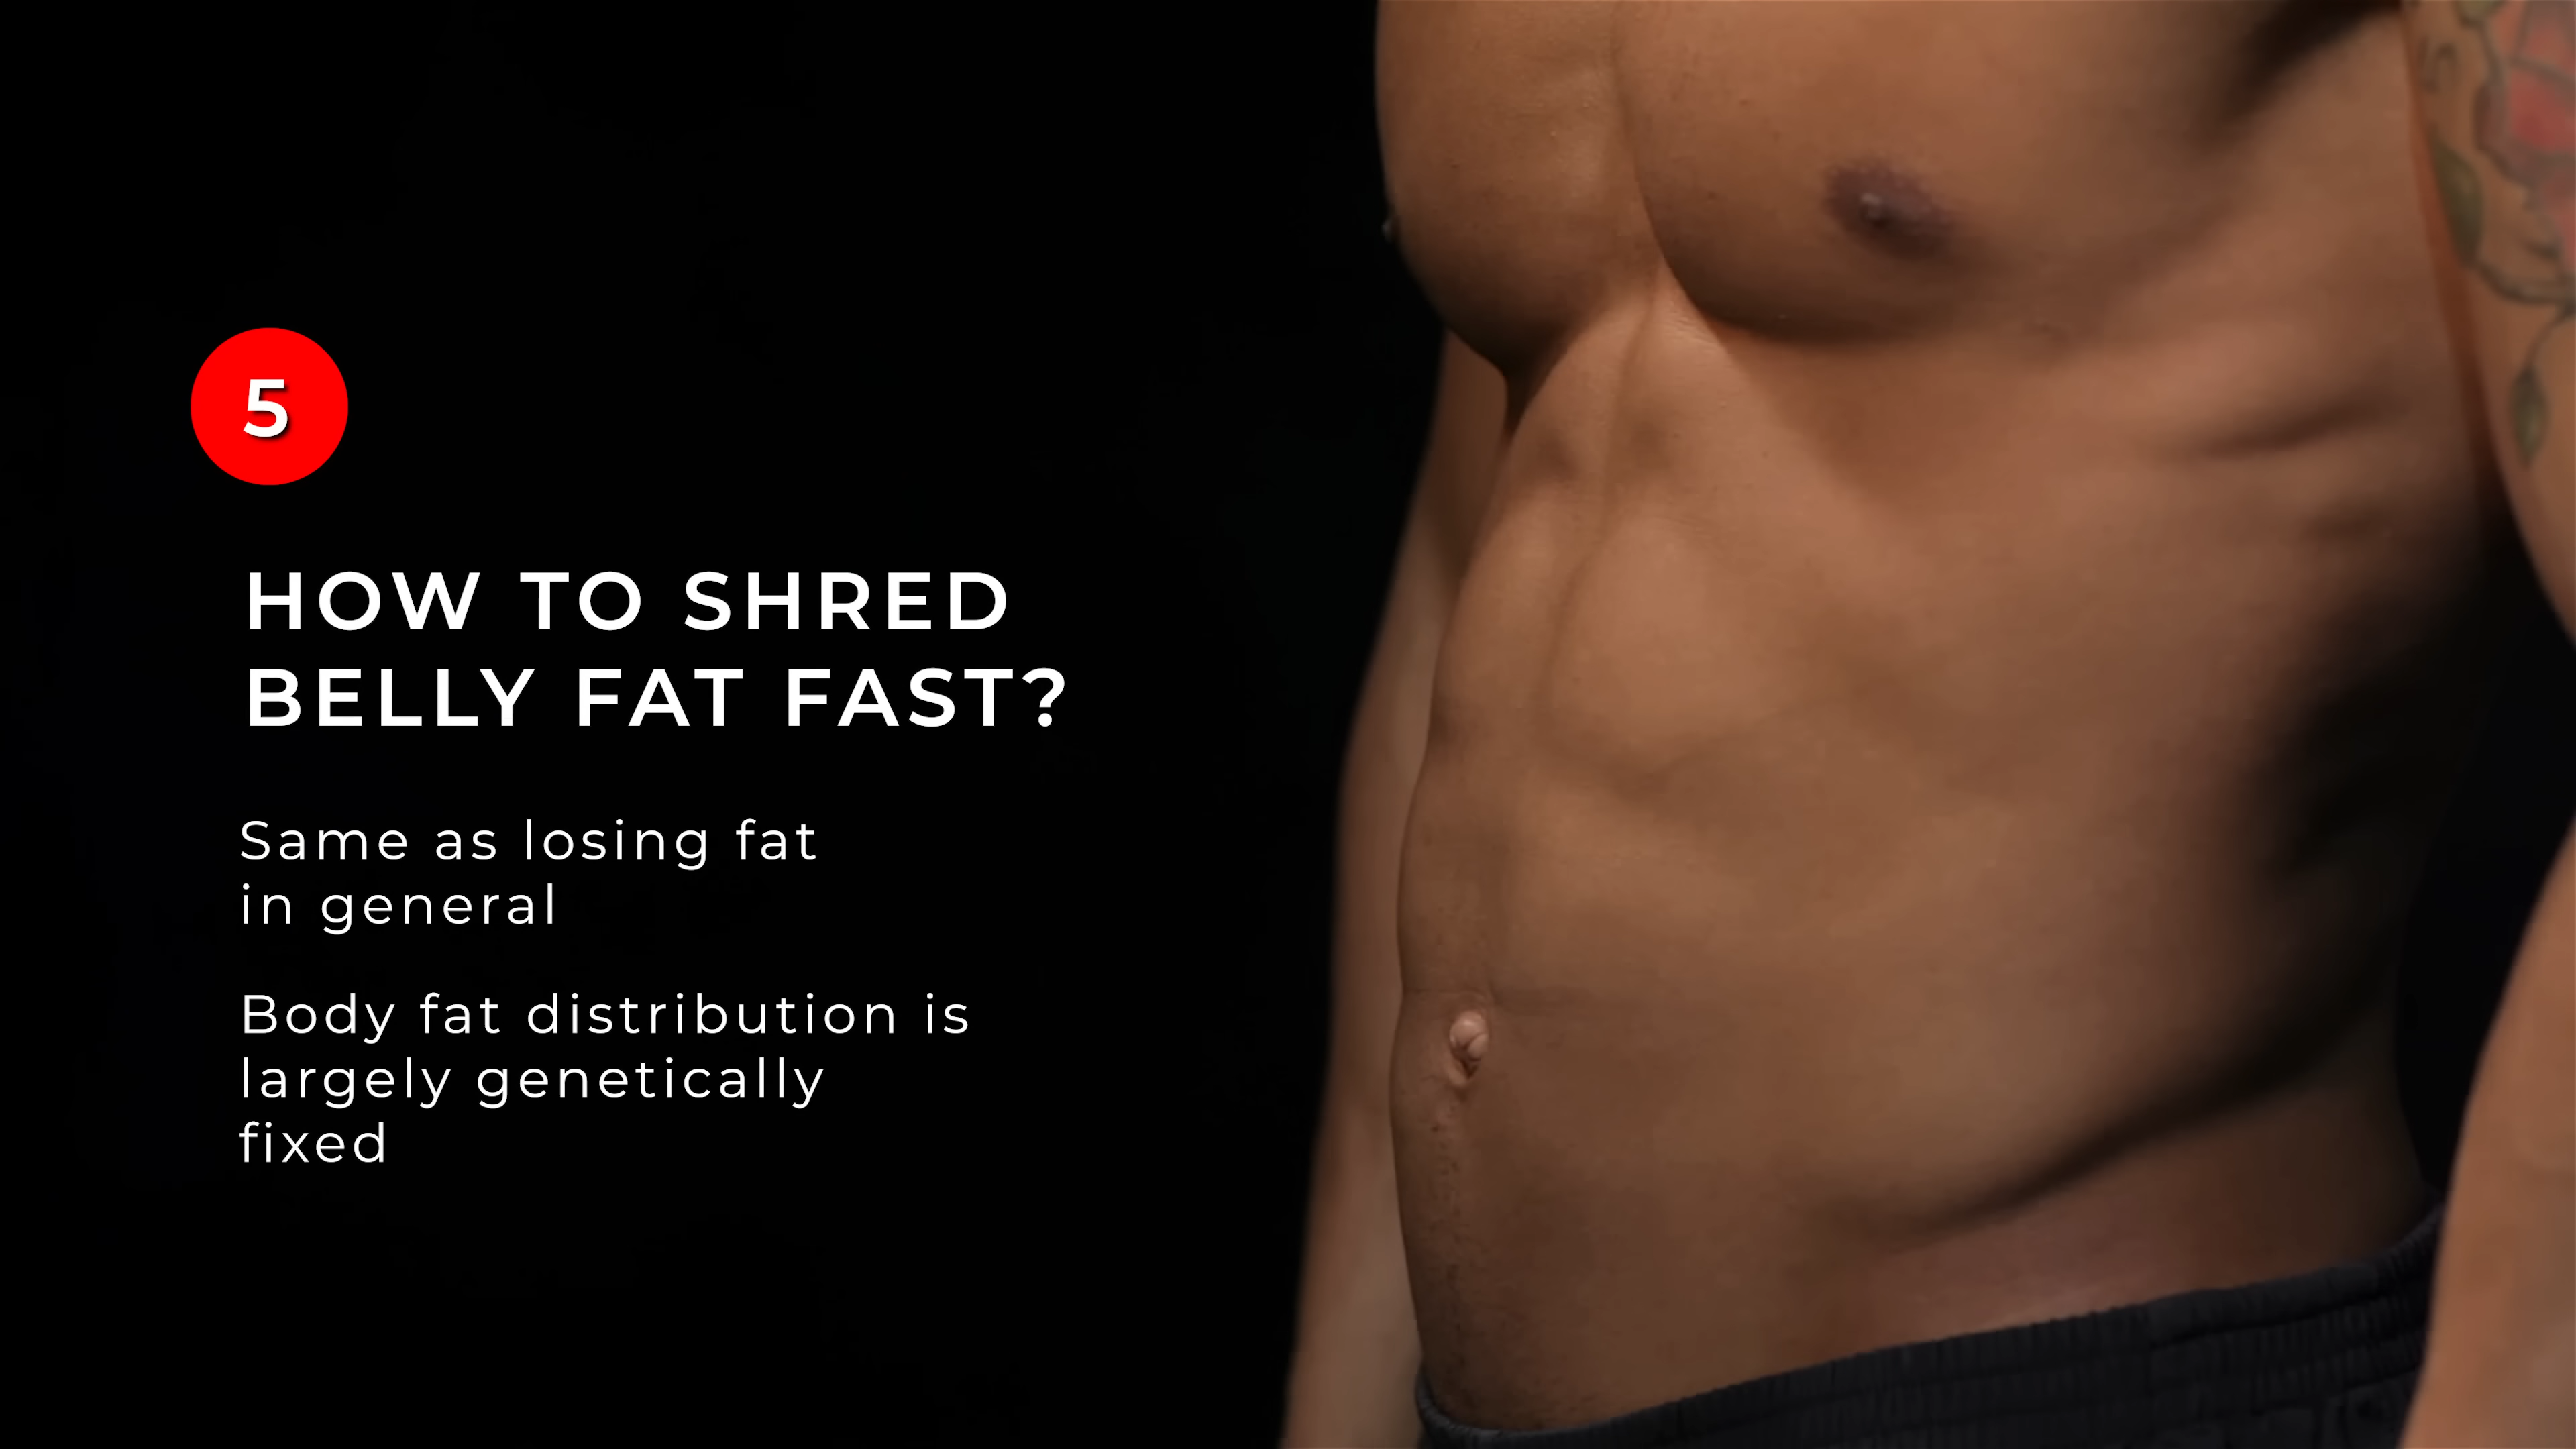 5
HOW TO SHRED
BELLY FAT FAST?
Same as losing fat
in general
Body fat distribution is
largely genetically
fixed